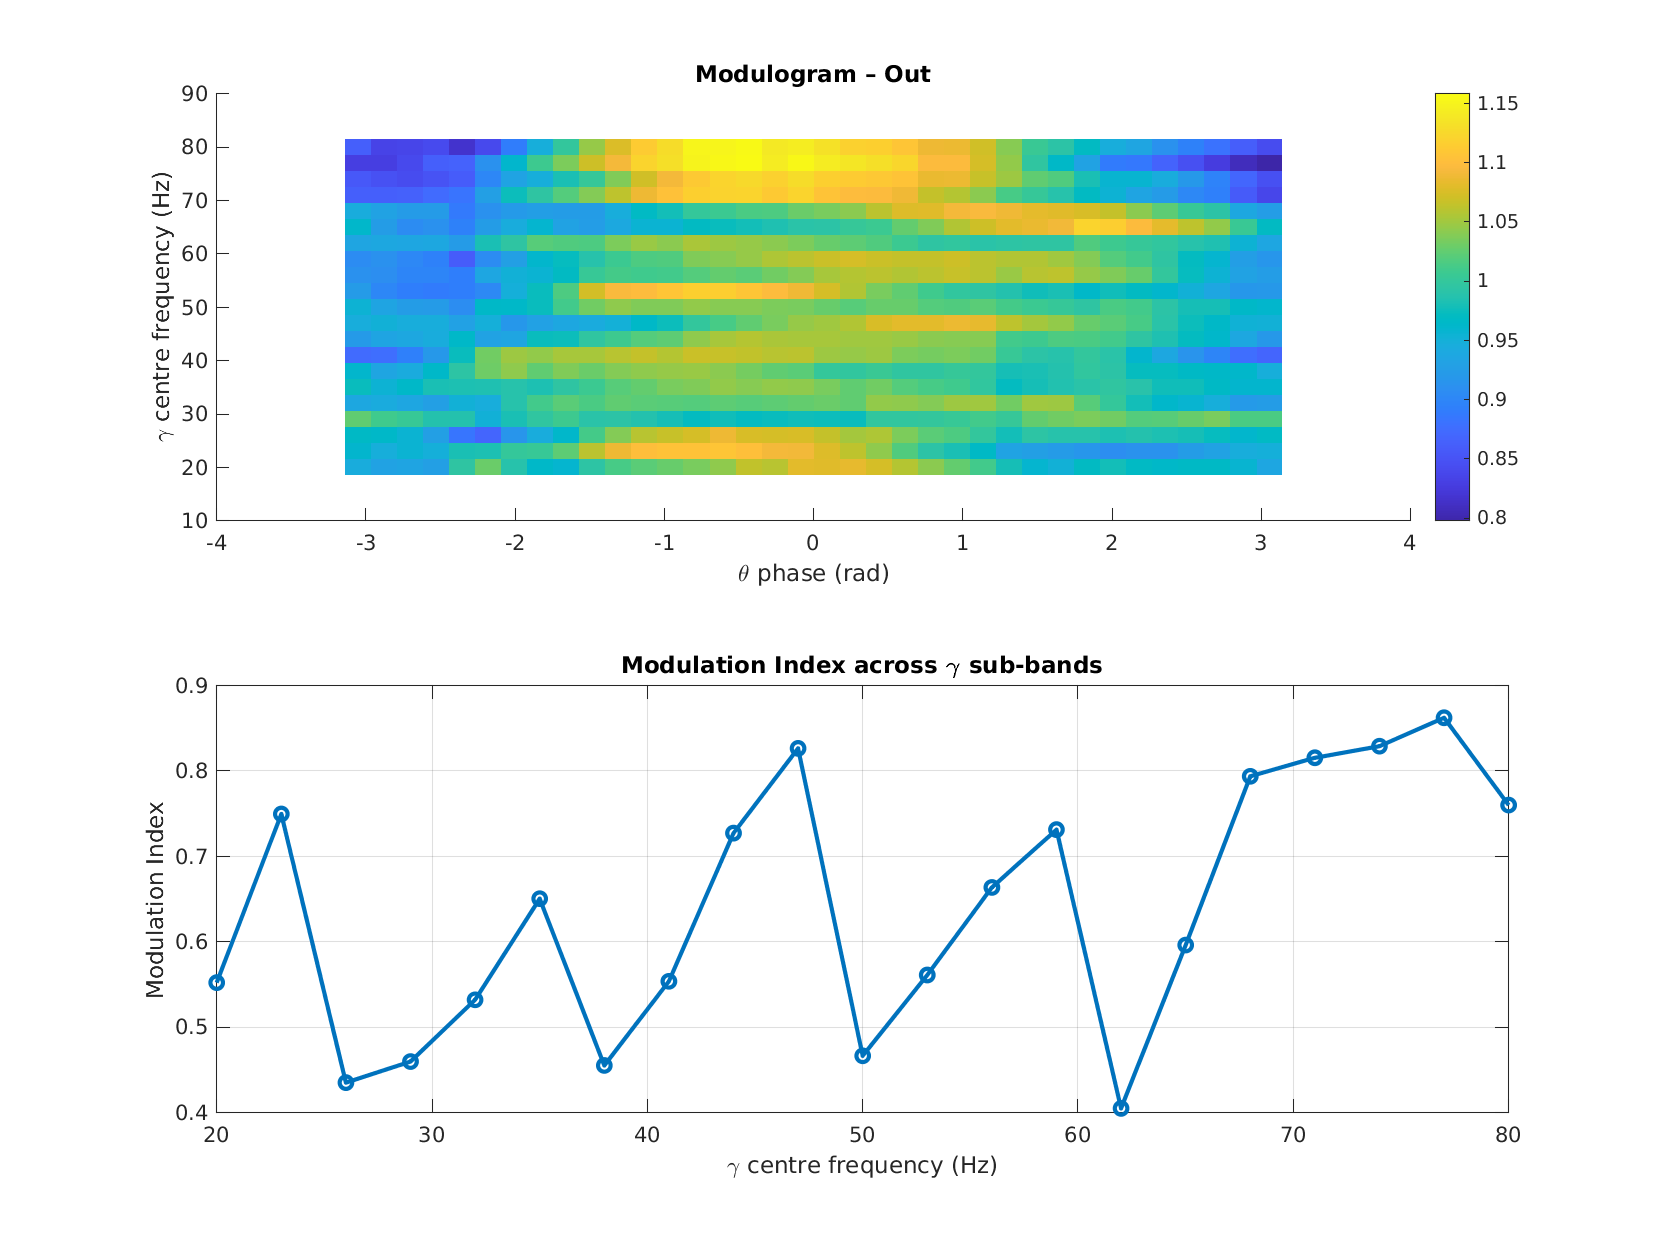 Modulogram – Out
γ centre frequency (Hz)
90
80
70
60
50
40
30
20
10
-4 -3 -2 -1 0 1 2 3 4
θ phase (rad)
1.15
1.1
1.05
1
0.95
0.9
0.85
0.8
Modulation Index across γ sub-bands
Modulation Index
0.9
0.8
0.7
0.6
0.5
0.4
20 30 40 50 60 70 80
γ centre frequency (Hz)